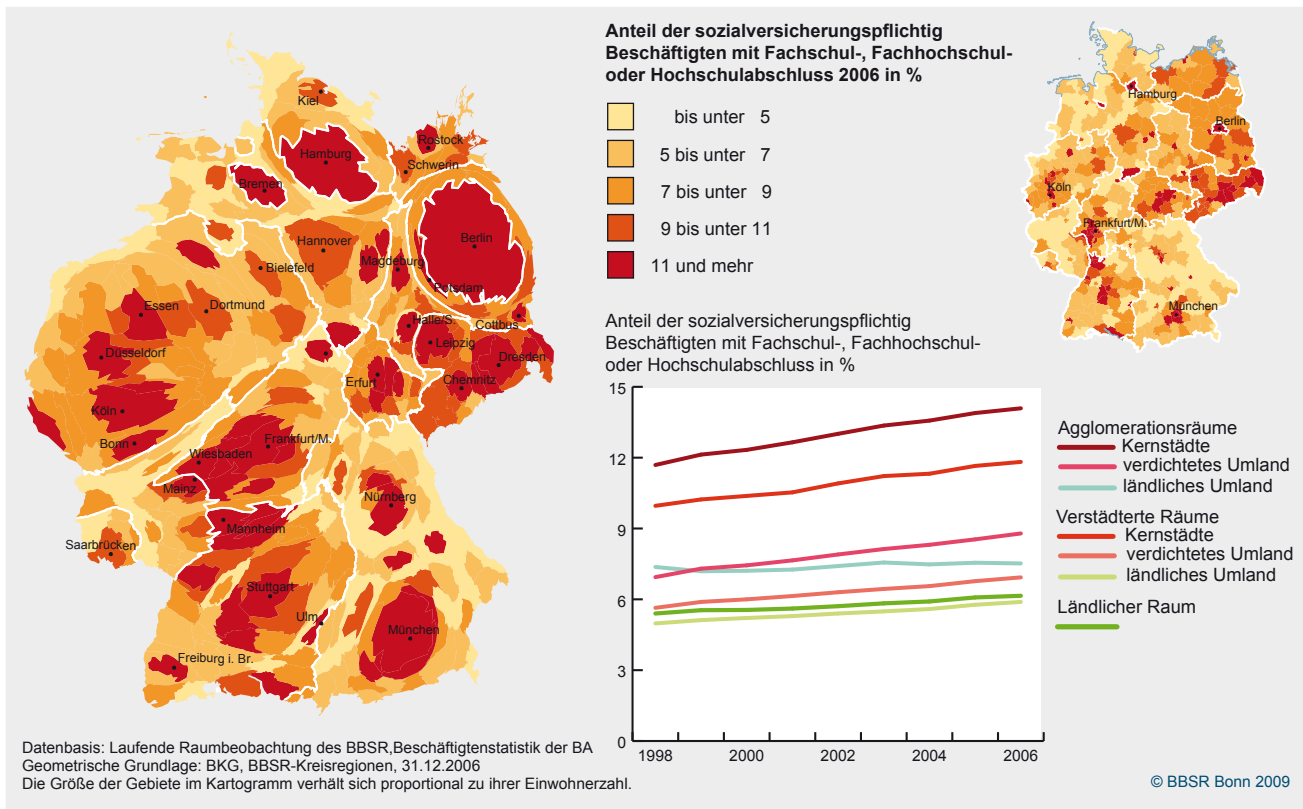 Anteil der sozialversicherungspflichtig
Beschäftigten mit Fachschul-, Fachhochschul-
oder Hochschulabschluss 2006 in %
bis unter 5
5 bis unter 7
7 bis unter 9
9 bis unter 11
11 und mehr
Kiel
Rostock
Hamburg
Schwerin
Bremen
Berlin
Hannover
Magdeburg
Bielefeld
Potsdam
Essen
Dortmund
Halle/S.
Cottbus
Leipzig
Düsseldorf
Dresden
Erfurt
Chemnitz
Köln
Bonn
Frankfurt/M.
Wiesbaden
Mainz
Nürnberg
Mannheim
Saarbrücken
Stuttgart
Ulm
München
Freiburg i. Br.
Hamburg
Berlin
Köln
Frankfurt/M.
München
Anteil der sozialversicherungspflichtig
Beschäftigten mit Fachschul-, Fachhochschul-
oder Hochschulabschluss in %
15
12
9
6
3
0
1998 2000 2002 2004 2006
Agglomerationsräume
Kernstädte
verdichtetes Umland
ländliches Umland
Verstädterte Räume
Kernstädte
verdichtetes Umland
ländliches Umland
Ländlicher Raum
Datenbasis: Laufende Raumbeobachtung des BBSR,Beschäftigtenstatistik der BA
Geometrische Grundlage: BKG, BBSR-Kreisregionen, 31.12.2006
Die Größe der Gebiete im Kartogramm verhält sich proportional zu ihrer Einwohnerzahl.
© BBSR Bonn 2009